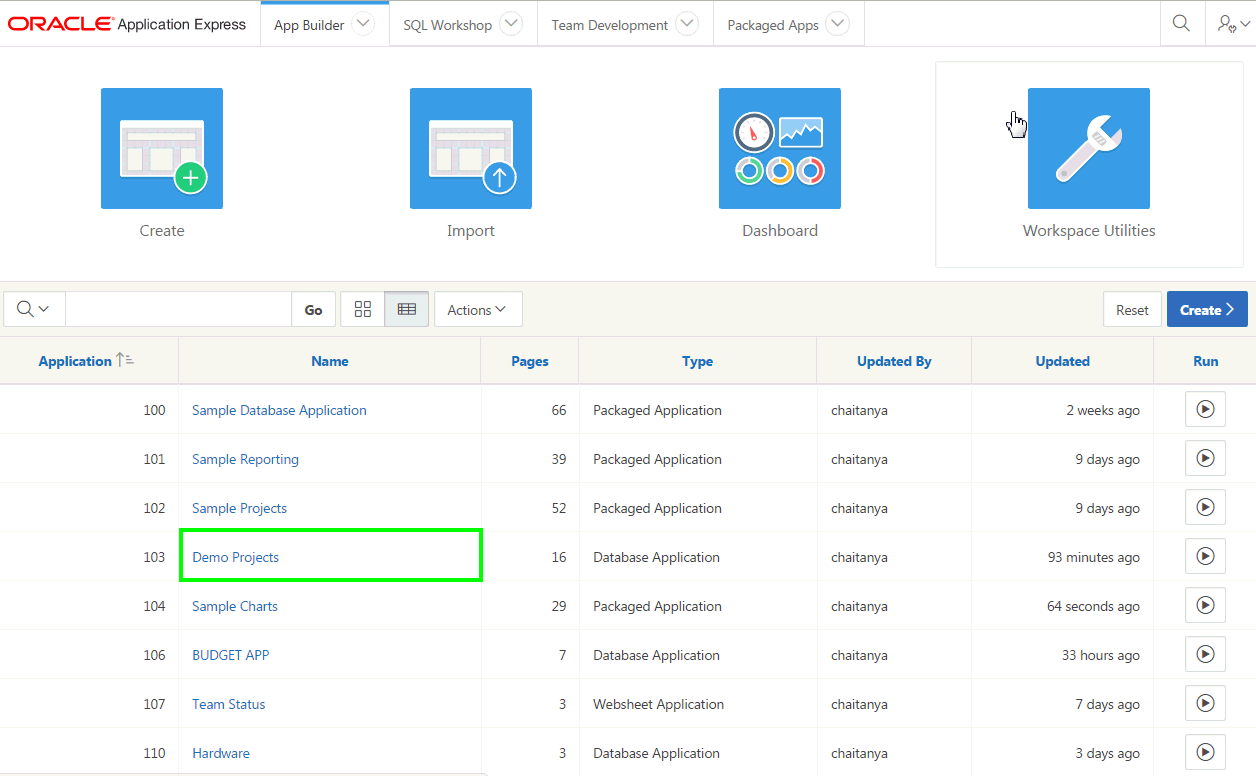 ORACLE Application Express App Builder SQL Workshop Team Development Packaged Apps
Create Import Dashboard Workspace Utilities
Go Actions Reset Create
Application Name Pages Type Updated By Updated Run
100 Sample Database Application 66 Packaged Application chaitanya 2 weeks ago
101 Sample Reporting 39 Packaged Application chaitanya 9 days ago
102 Sample Projects 52 Packaged Application chaitanya 9 days ago
103 Demo Projects 16 Database Application chaitanya 93 minutes ago
104 Sample Charts 29 Packaged Application chaitanya 64 seconds ago
106 BUDGET APP 7 Database Application chaitanya 33 hours ago
107 Team Status 3 Websheet Application chaitanya 7 days ago
110 Hardware 3 Database Application chaitanya 3 days ago